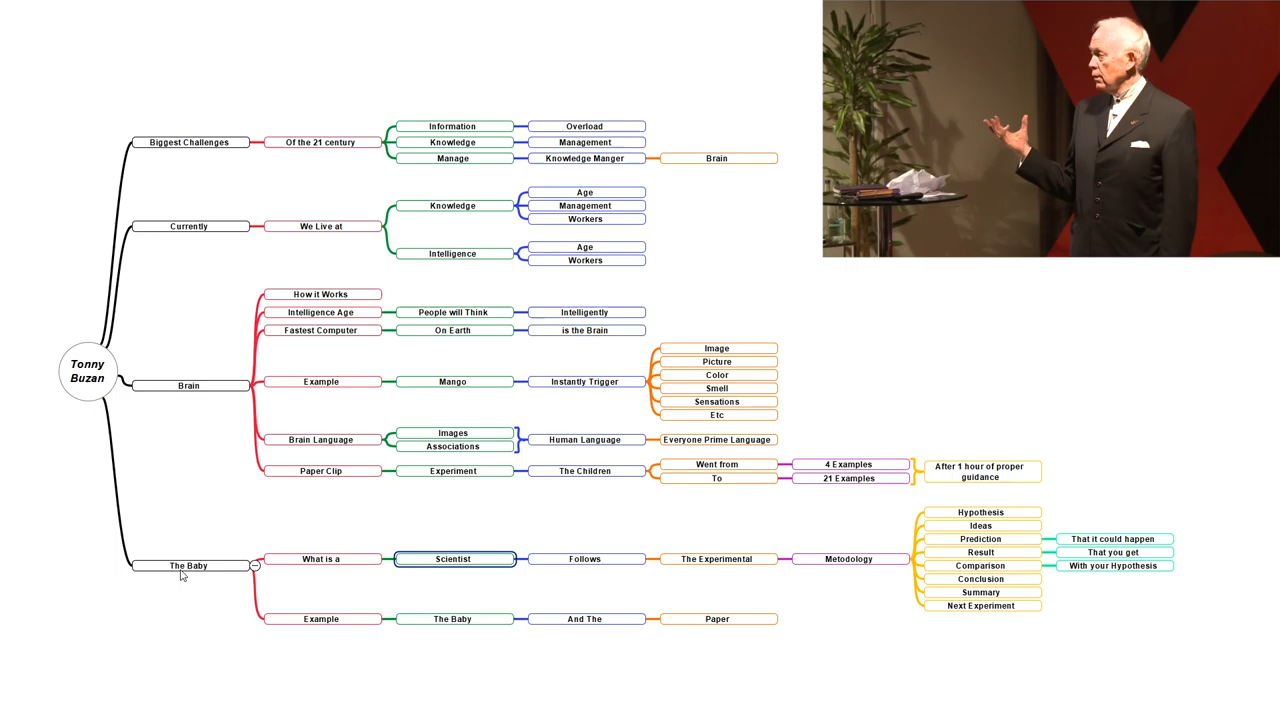 Tonny
Buzan
Biggest Challenges
Of the 21 century
Information
Overload
Knowledge
Management
Manage
Knowledge Manger
Brain
Currently
We Live at
Knowledge
Age
Management
Workers
Intelligence
Age
Workers
Brain
How it Works
Intelligence Age
People will Think
Intelligently
Fastest Computer
On Earth
is the Brain
Example
Mango
Instantly Trigger
Image
Picture
Color
Smell
Sensations
Etc
Brain Language
Images
Associations
Human Language
Everyone Prime Language
Paper Clip
Experiment
The Children
Went from
4 Examples
To
21 Examples
After 1 hour of proper
guidance
The Baby
What is a
Scientist
Follows
The Experimental
Metodology
Hypothesis
Ideas
Prediction
That it could happen
Result
That you get
Comparison
With your Hypothesis
Conclusion
Summary
Next Experiment
Example
The Baby
And The
Paper